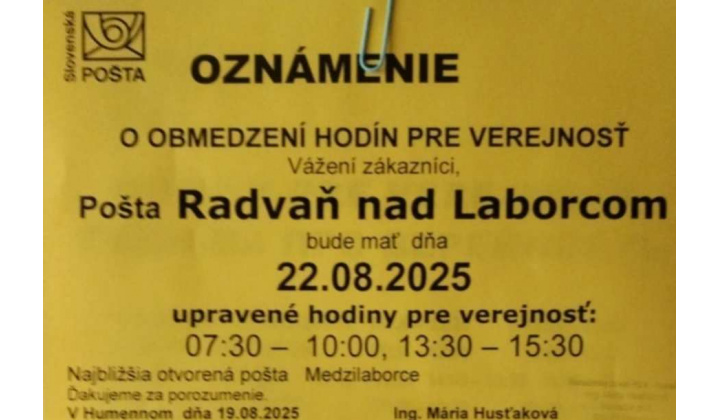 Slovenská
POŠTA
OZNÁMENIE
O OBMEDZENÍ HODÍN PRE VEREJNOSŤ
Vážení zákazníci,
Pošta Radvaň nad Laborcom
bude mať dňa
22.08.2025
upravené hodiny pre verejnosť:
07:30 – 10:00, 13:30 – 15:30
Najbližšia otvorená pošta Medzilaborce
Ďakujeme za porozumenie.
V Humennom dňa 19.08.2025 Ing. Mária Husťaková